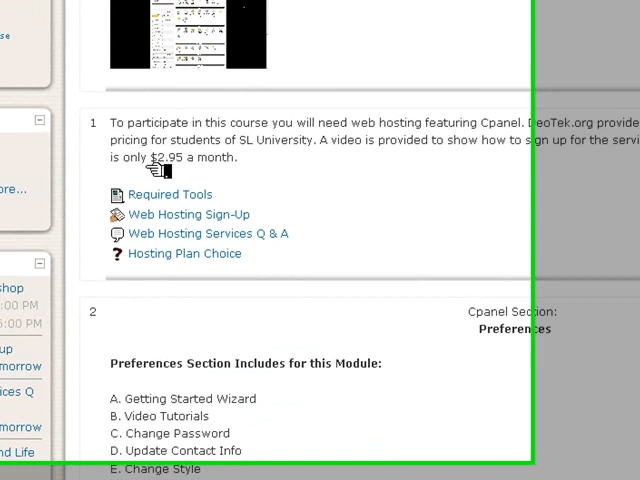 se
1 To participate in this course you will need web hosting featuring Cpanel. DeoTek.org provide
pricing for students of SL University. A video is provided to show how to sign up for the servi
is only $2.95 a month.
ore...
Required Tools
Web Hosting Sign-Up
Web Hosting Services Q & A
Hosting Plan Choice
shop
:00 PM
5:00 PM
2 Cpanel Section:
Preferences
up
morrow
Preferences Section Includes for this Module:
ices Q
A. Getting Started Wizard
B. Video Tutorials
morrow
C. Change Password
nd Life
D. Update Contact Info
E. Change Style